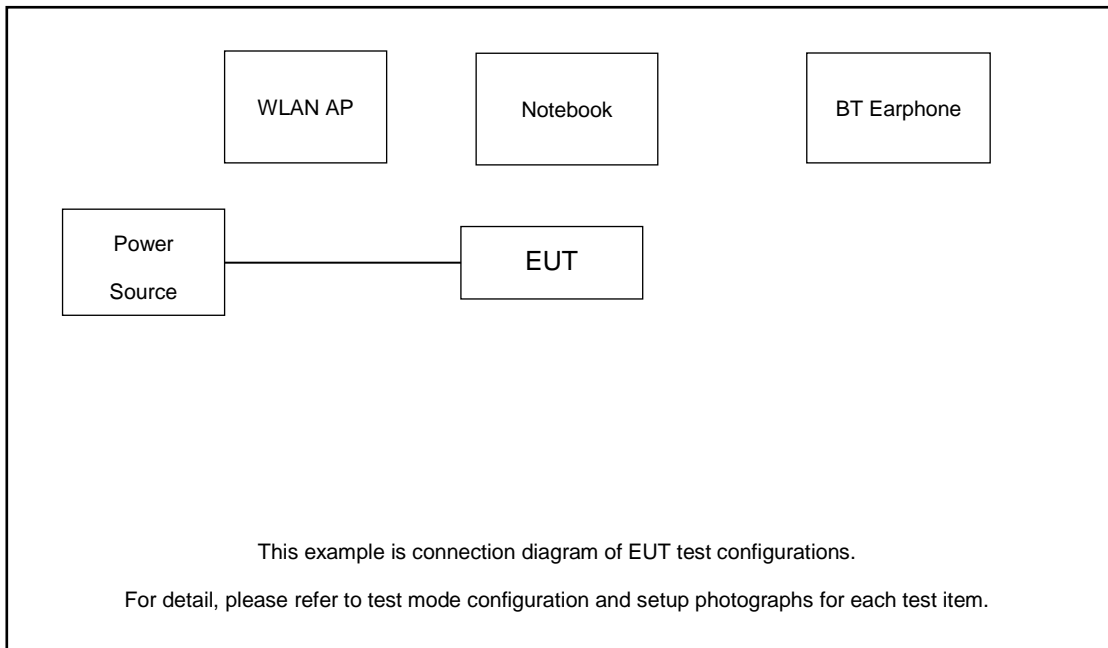 WLAN AP
Notebook
BT Earphone
Power
Source
EUT
This example is connection diagram of EUT test configurations.
For detail, please refer to test mode configuration and setup photographs for each test item.